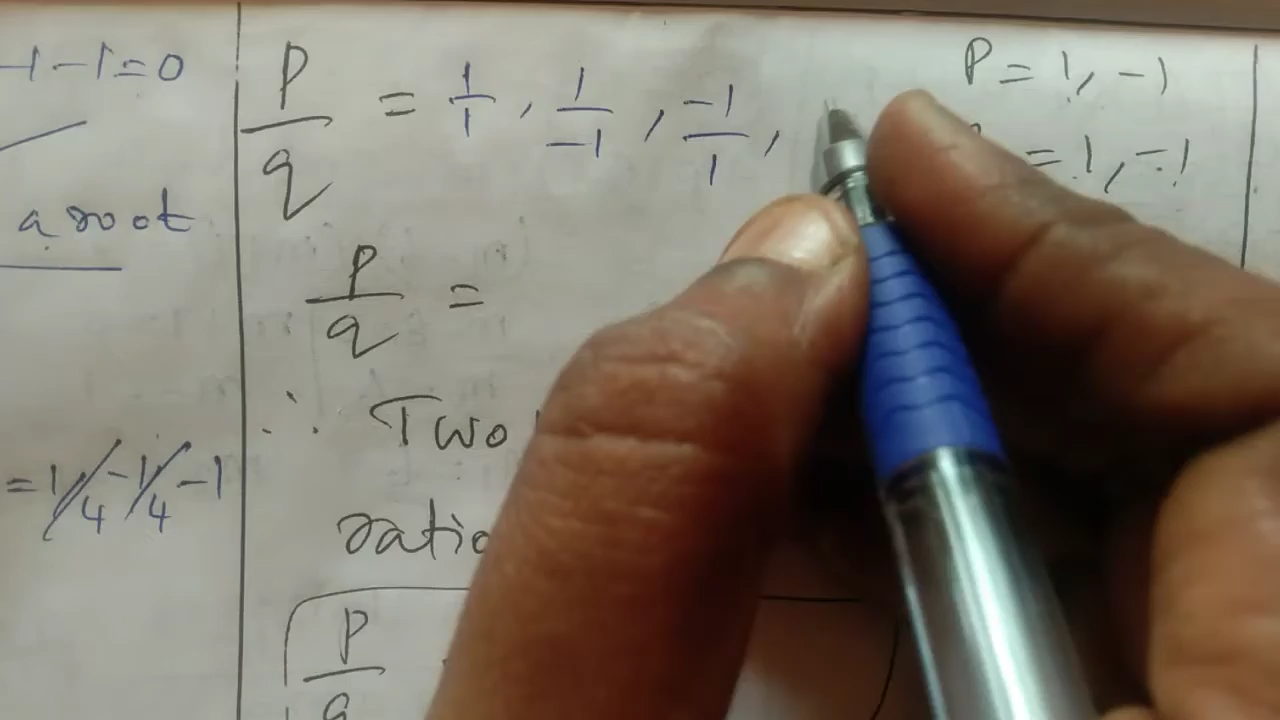 -1-1=0
a root
=1/4-1/4-1
p/q = 1/1, 1/-1, -1/1,
p = 1, -1
= 1, -1
p/q =
∴ Two
p/q